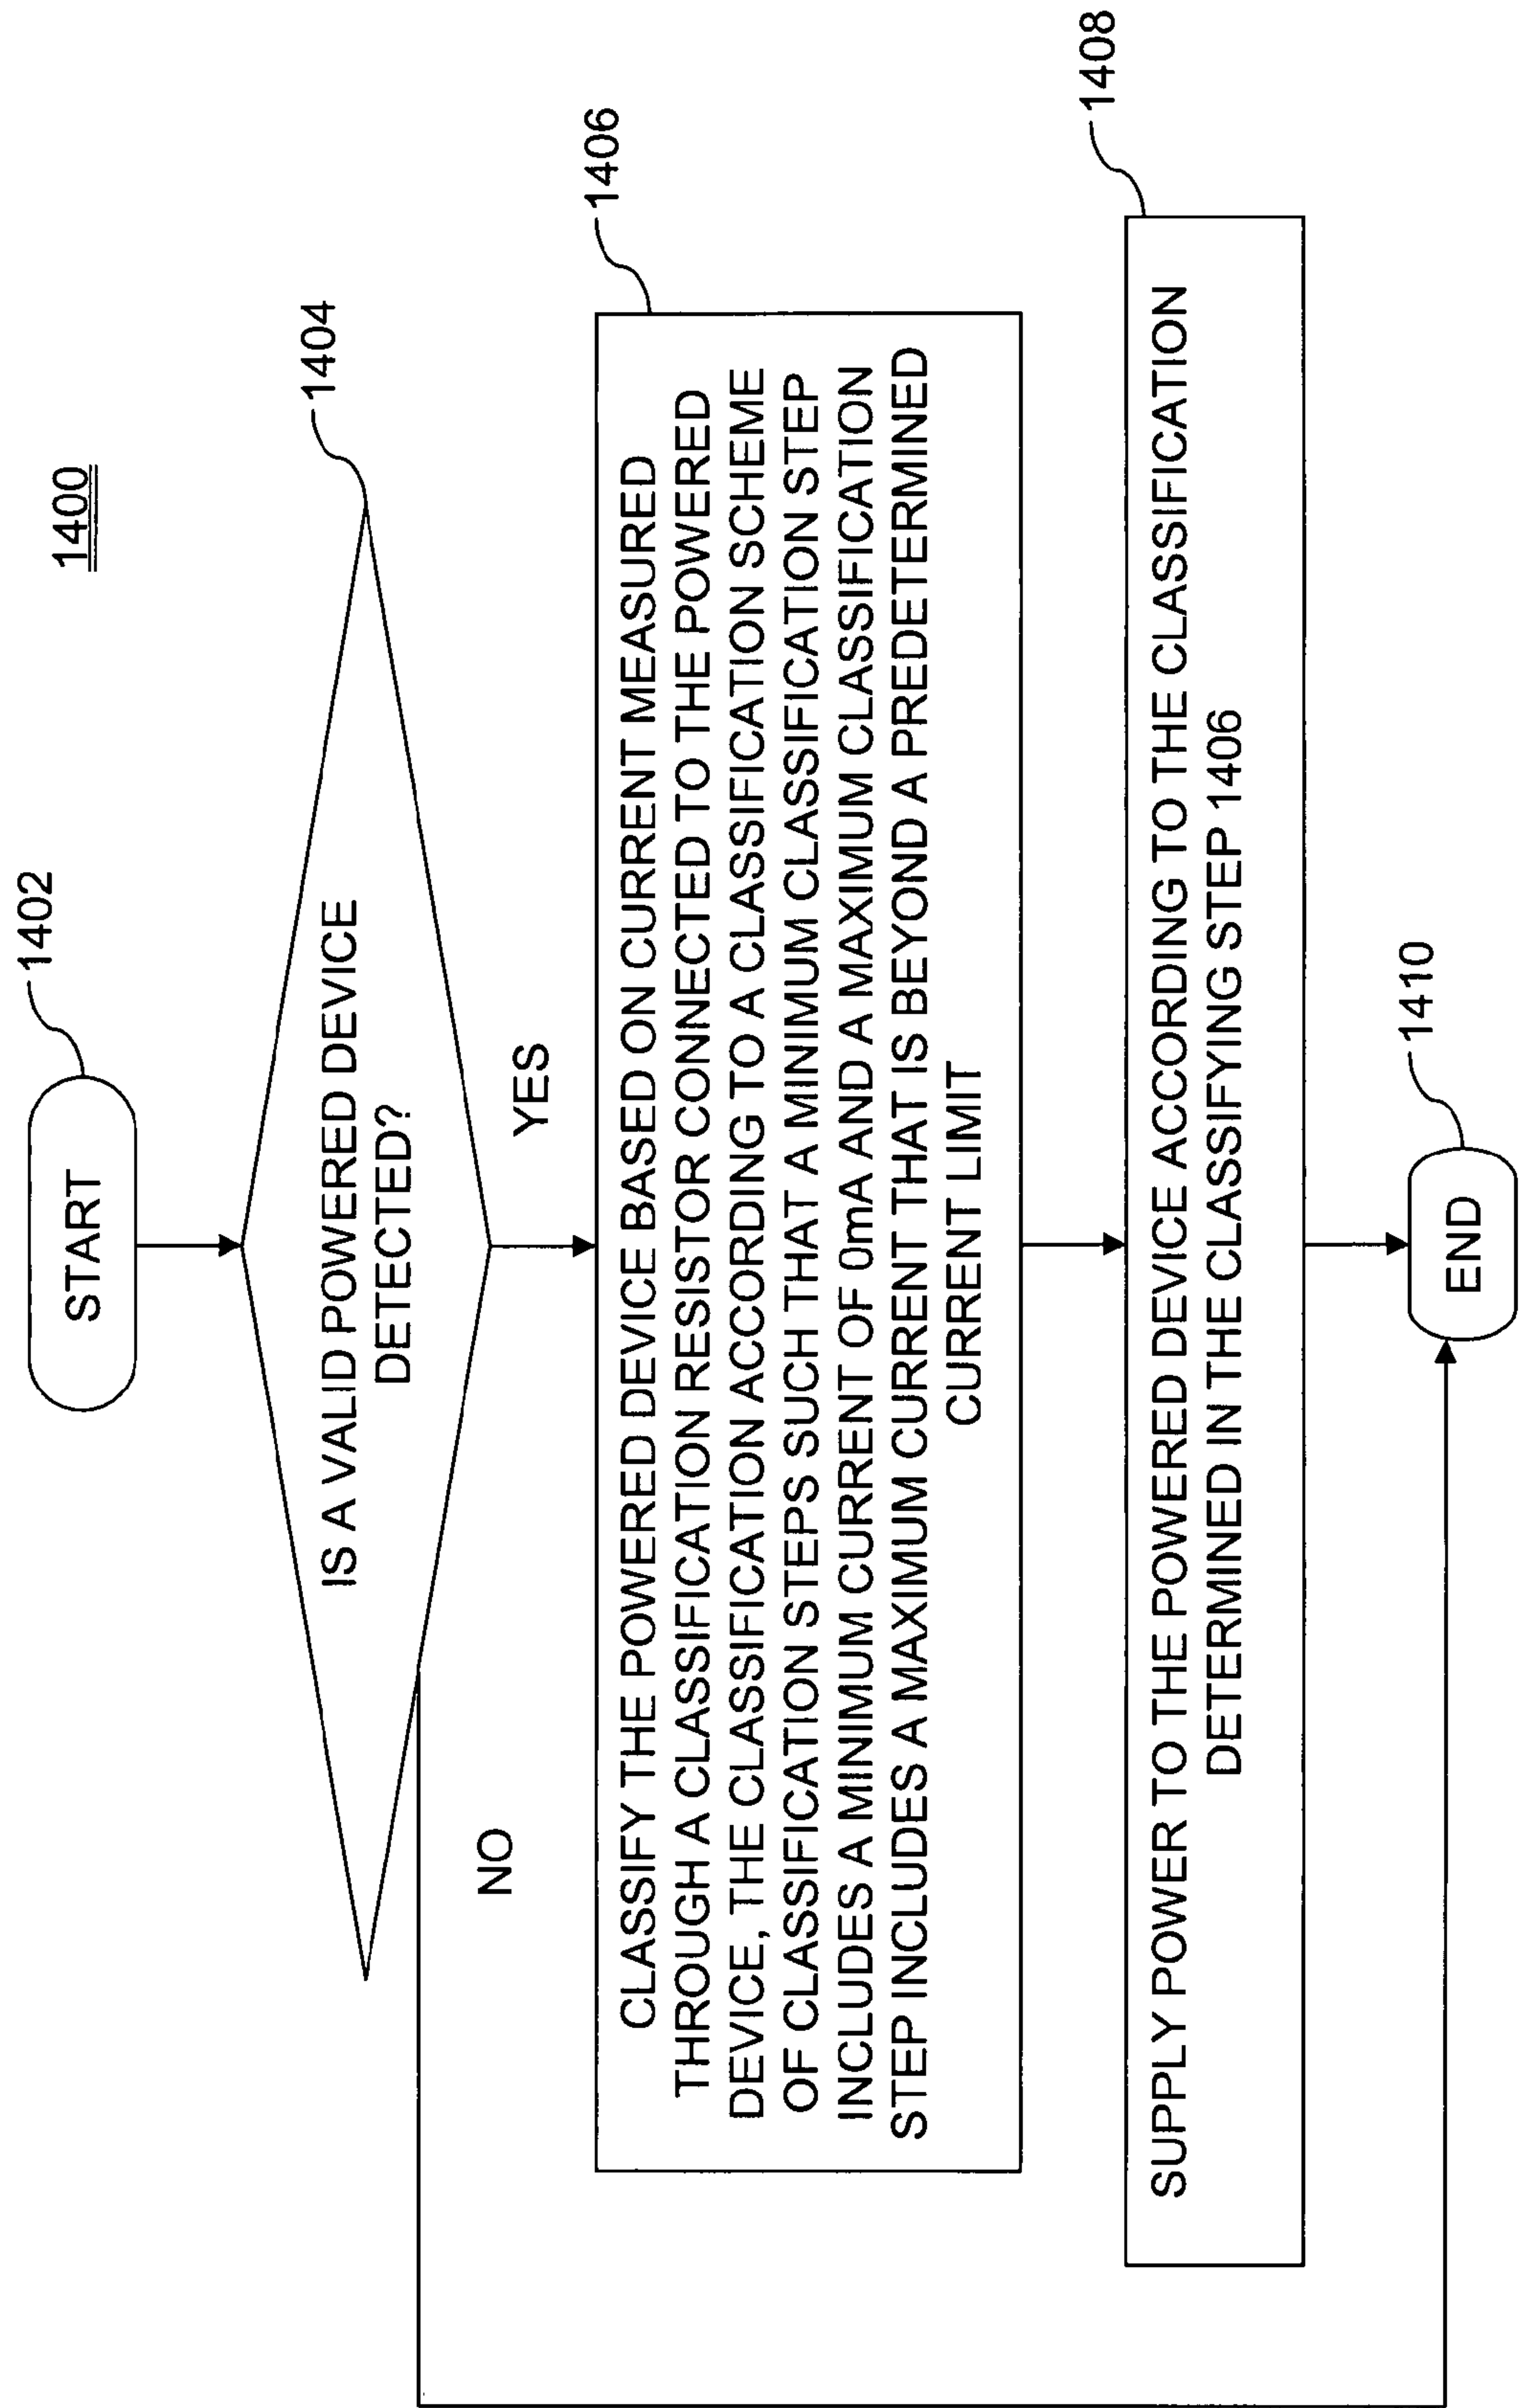 1400
START
1402
IS A VALID POWERED DEVICE
DETECTED?
1404
NO
YES
CLASSIFY THE POWERED DEVICE BASED ON CURRENT MEASURED
THROUGH A CLASSIFICATION RESISTOR CONNECTED TO THE POWERED
DEVICE, THE CLASSIFICATION ACCORDING TO A CLASSIFICATION SCHEME
OF CLASSIFICATION STEPS SUCH THAT A MINIMUM CLASSIFICATION STEP
INCLUDES A MINIMUM CURRENT OF 0mA AND A MAXIMUM CLASSIFICATION
STEP INCLUDES A MAXIMUM CURRENT THAT IS BEYOND A PREDETERMINED
CURRENT LIMIT
1406
SUPPLY POWER TO THE POWERED DEVICE ACCORDING TO THE CLASSIFICATION
DETERMINED IN THE CLASSIFYING STEP 1406
1408
END
1410